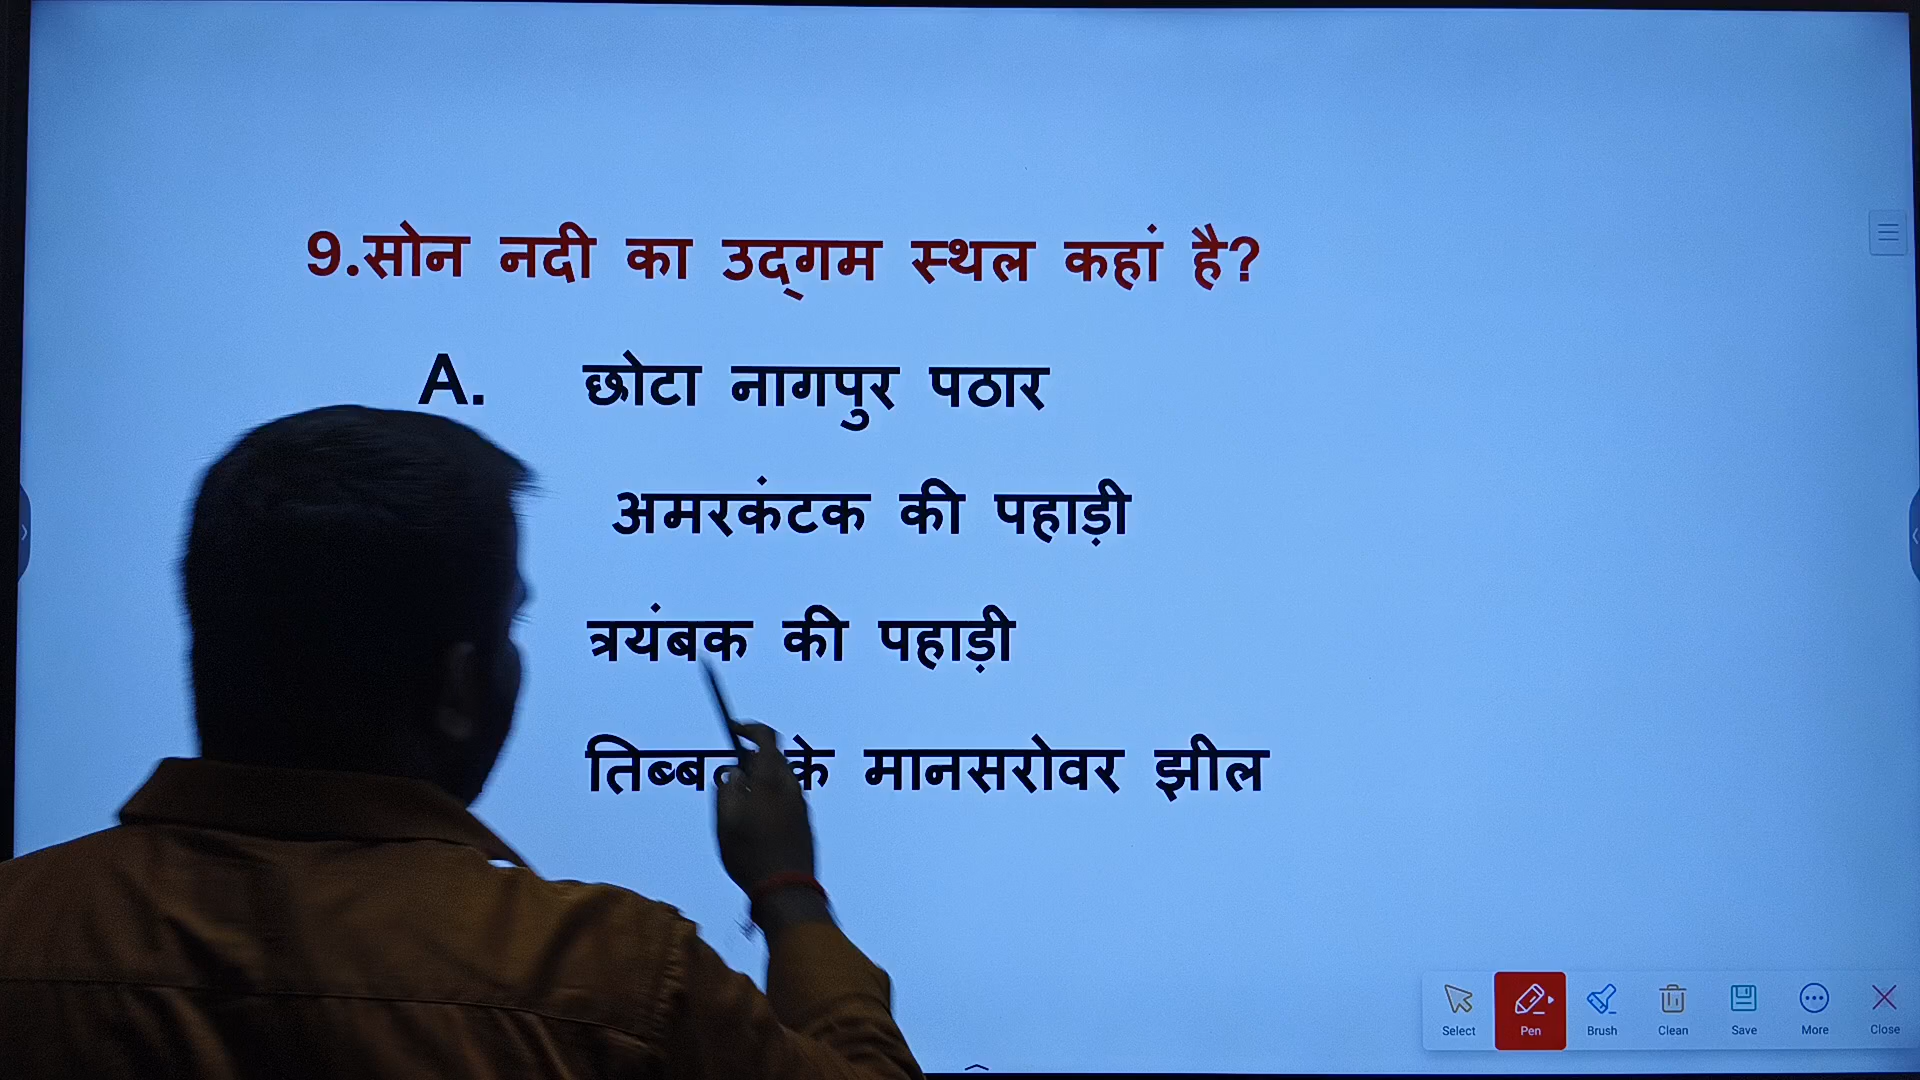 9.सोन नदी का उद्गम स्थल कहां है?
A. छोटा नागपुर पठार
अमरकंटक की पहाड़ी
त्रयंबक की पहाड़ी
तिब्बत के मानसरोवर झील
Select Pen Brush Clean Save More Close